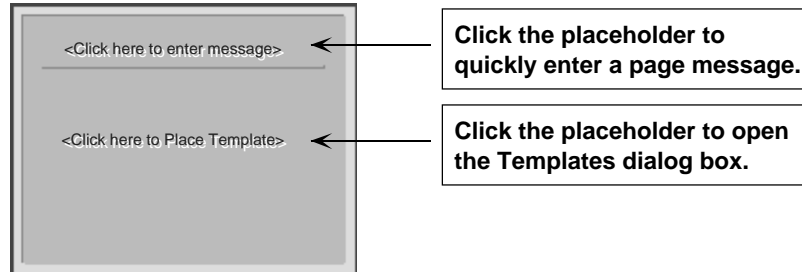 <Click here to enter message>
Click the placeholder to
quickly enter a page message.
<Click here to Place Template>
Click the placeholder to open
the Templates dialog box.